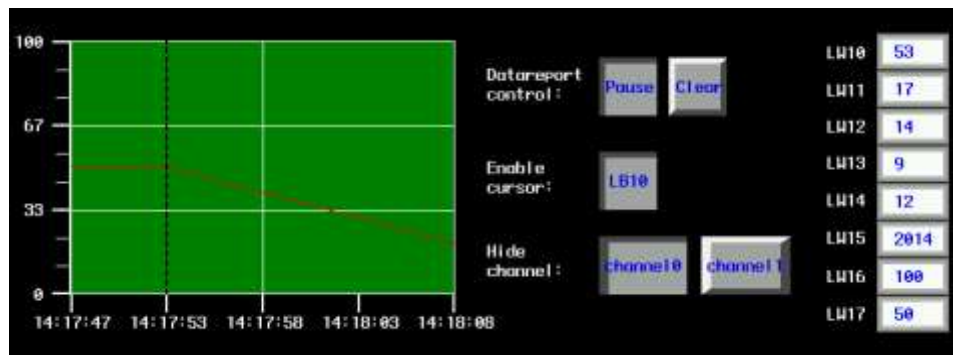 100
67
33
0
14:17:47 14:17:53 14:17:58 14:18:03 14:18:08
Datareport
control:
Pause Clear
Enable
cursor:
LB10
Hide
channel:
channel0 channel1
LW10 53
LW11 17
LW12 14
LW13 9
LW14 12
LW15 2014
LW16 100
LW17 50